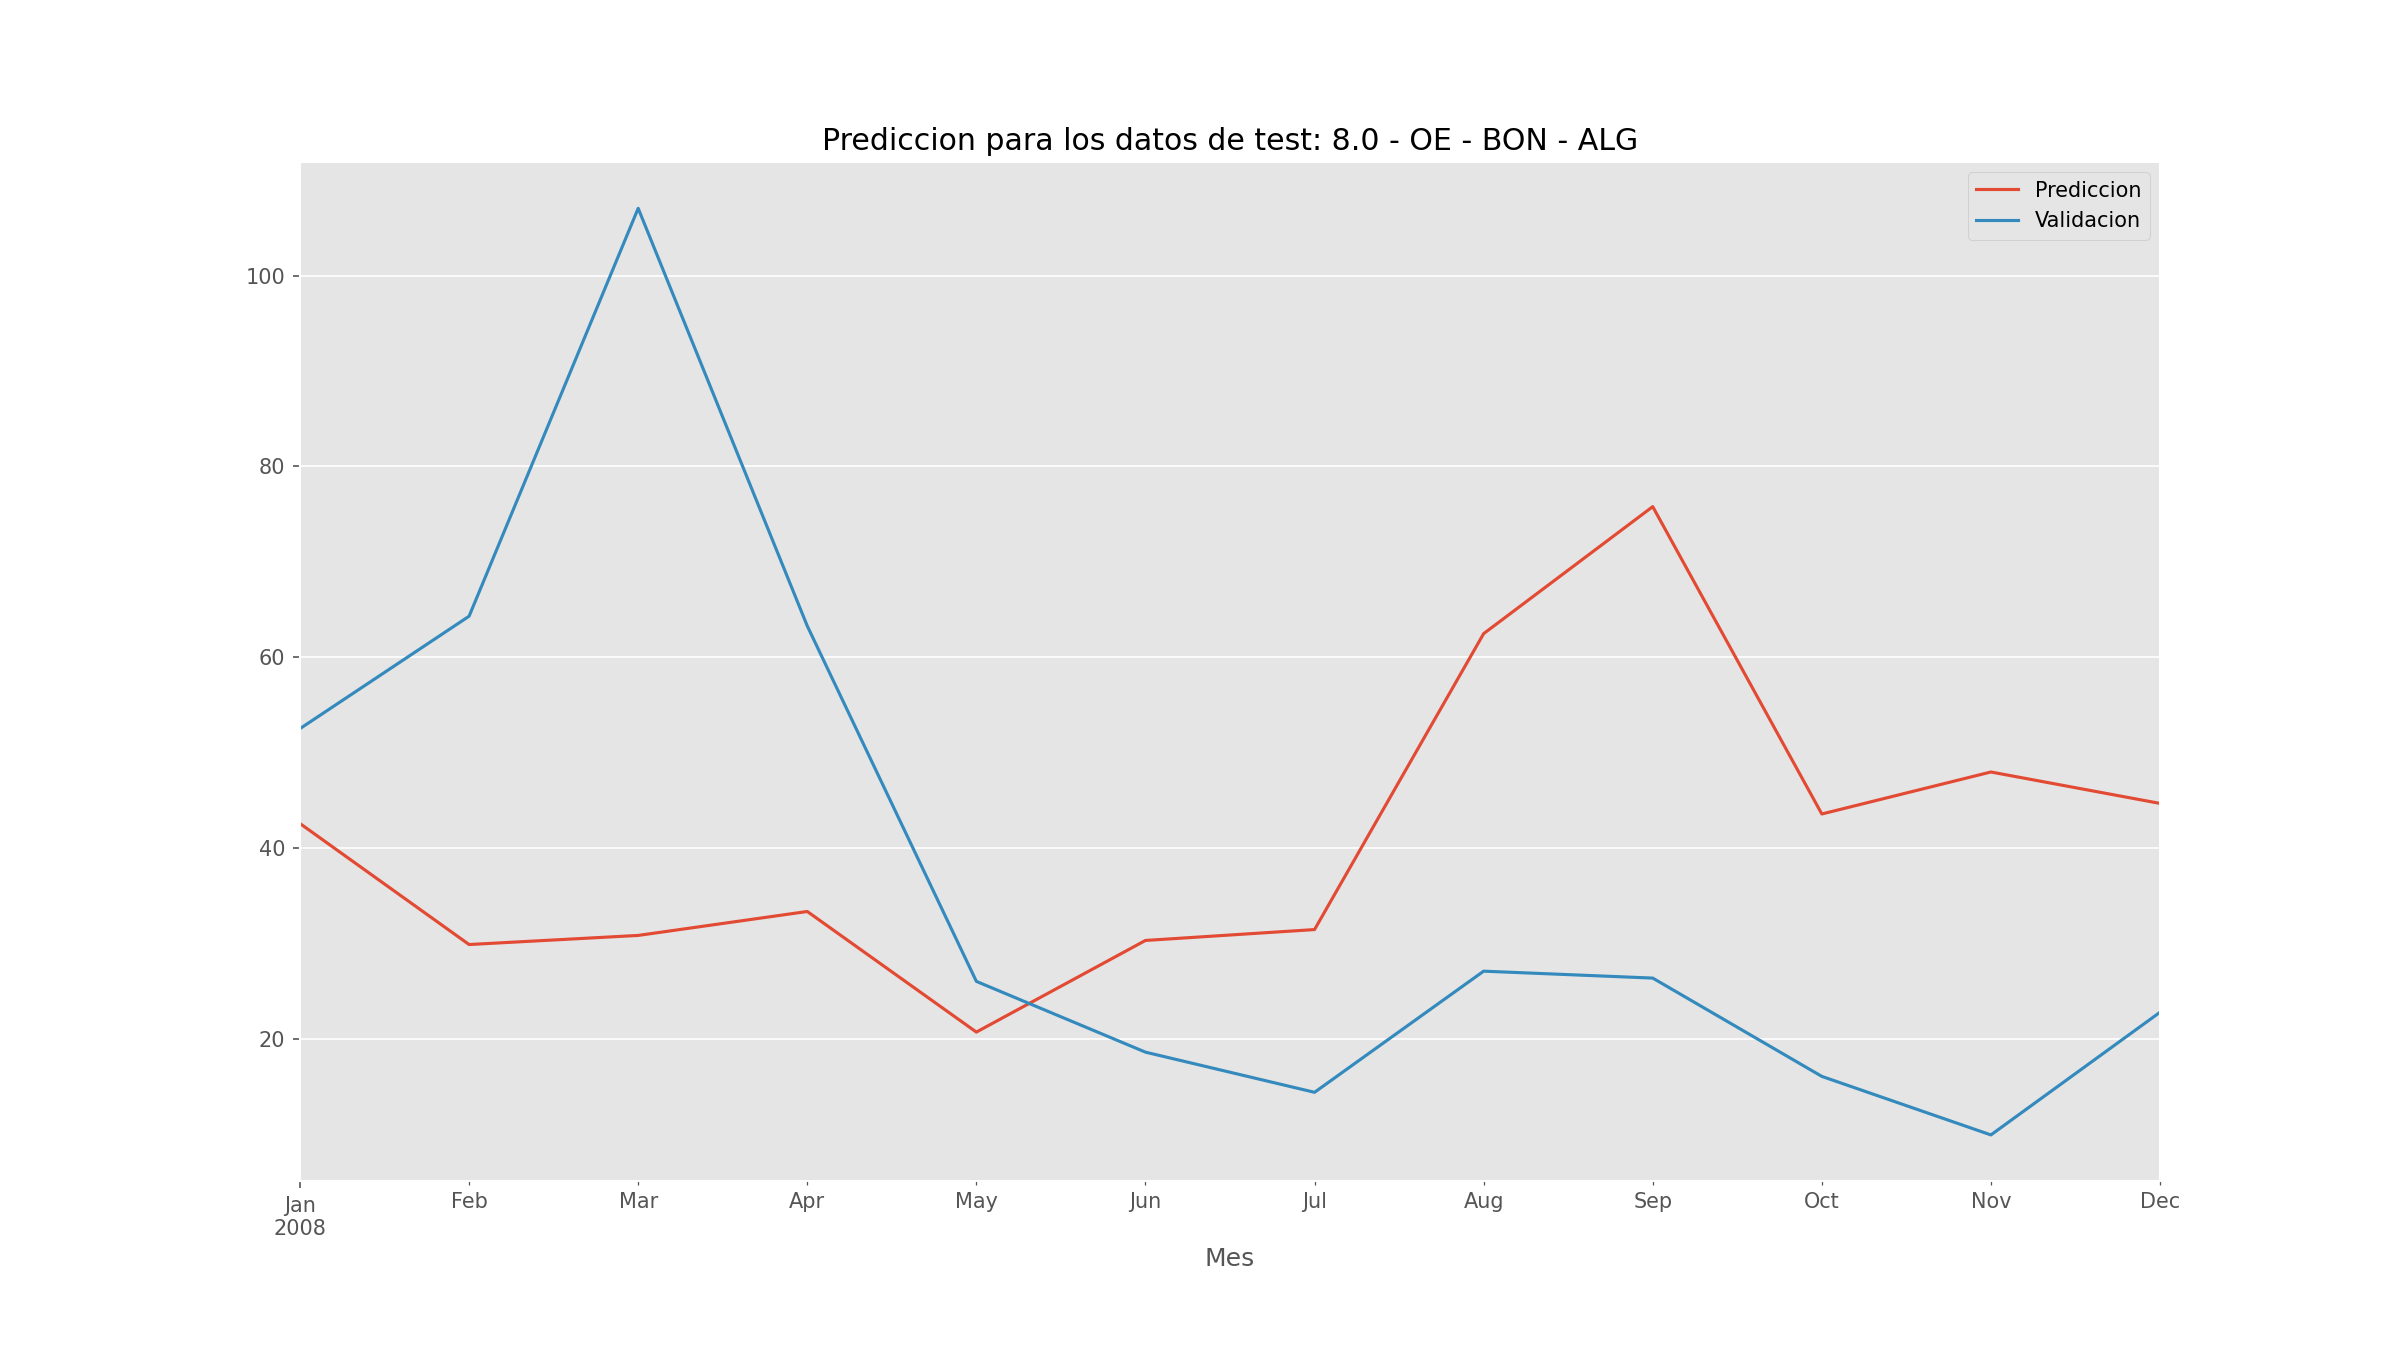 Prediccion para los datos de test: 8.0 - OE - BON - ALG
Prediccion
Validacion
100
80
60
40
20
Jan Feb Mar Apr May Jun Jul Aug Sep Oct Nov Dec
2008
Mes